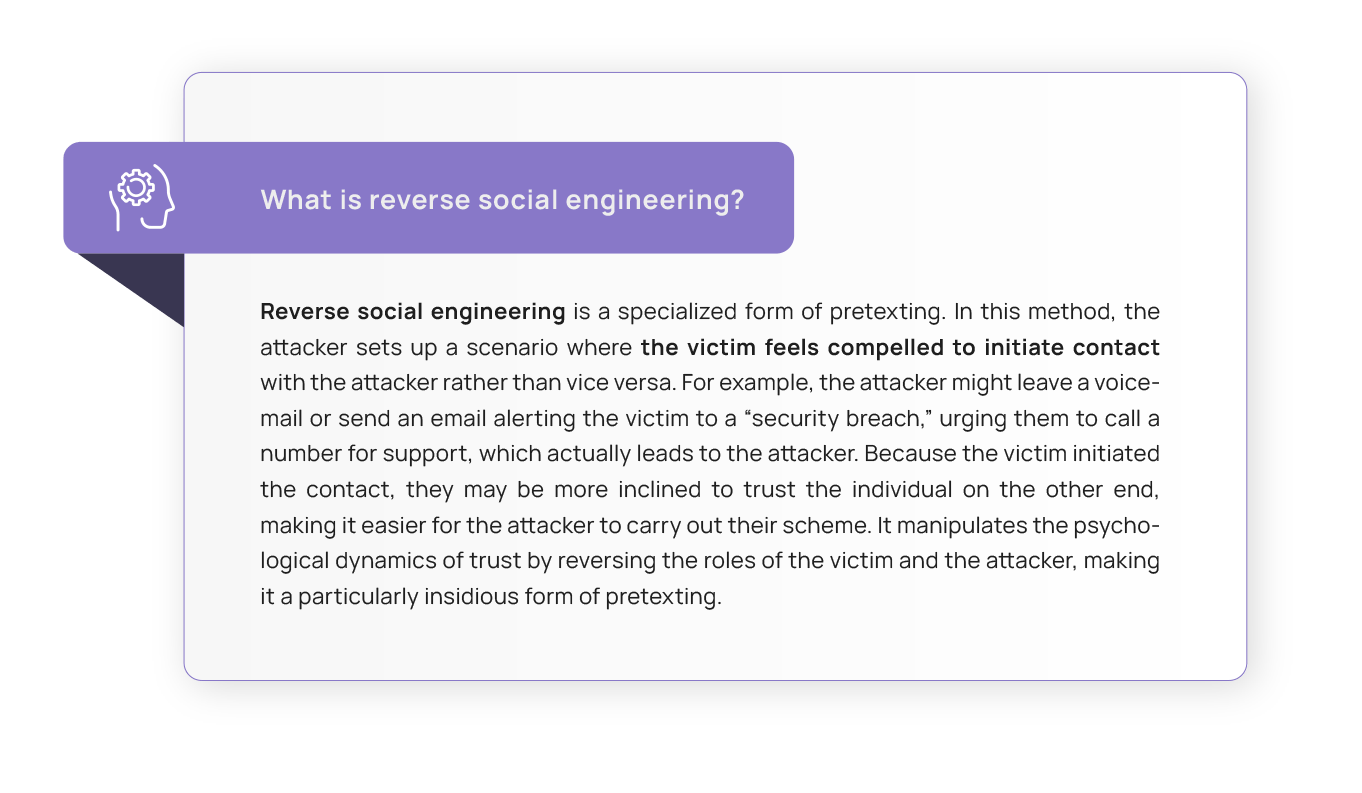 What is reverse social engineering?
Reverse social engineering is a specialized form of pretexting. In this method, the
attacker sets up a scenario where the victim feels compelled to initiate contact
with the attacker rather than vice versa. For example, the attacker might leave a voice-
mail or send an email alerting the victim to a “security breach,” urging them to call a
number for support, which actually leads to the attacker. Because the victim initiated
the contact, they may be more inclined to trust the individual on the other end,
making it easier for the attacker to carry out their scheme. It manipulates the psycho-
logical dynamics of trust by reversing the roles of the victim and the attacker, making
it a particularly insidious form of pretexting.